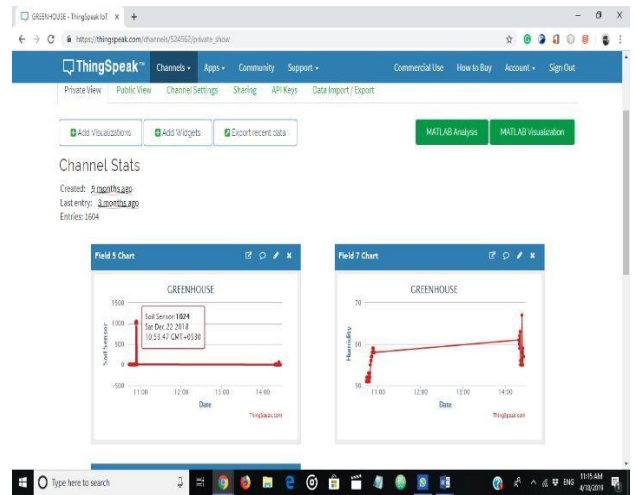 GREENHOUSE - ThingSpeak IoT
https://thingspeak.com/channels/524562/private_show
ThingSpeak™ Channels Apps Community Support Commercial Use How to Buy Account Sign Out
Private View Public View Channel Settings Sharing API Keys Data Import / Export
Add Visualizations Add Widgets Export recent data MATLAB Analysis MATLAB Visualization
Channel Stats
Created: 9 months ago
Last entry: 3 months ago
Entries: 1604
Field 5 Chart
GREENHOUSE
Soil Sensor
1500
1000
500
0
-500
Soil Sensor 1024
Sat Dec 22 2018
10:53:47 GMT+0530
11:00 12:00 13:00 14:00
Date
ThingSpeak.com
Field 7 Chart
GREENHOUSE
Humidity
70
60
50
11:00 12:00 13:00 14:00
Date
ThingSpeak.com
Type here to search
ENG
11:15 AM
4/18/2019